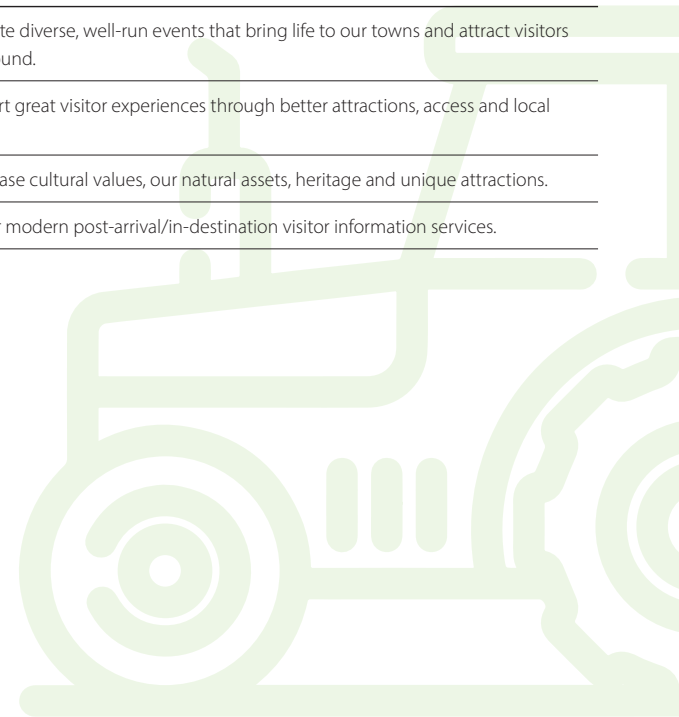 te diverse, well-run events that bring life to our towns and attract visitors
und.
rt great visitor experiences through better attractions, access and local
ase cultural values, our natural assets, heritage and unique attractions.
r modern post-arrival/in-destination visitor information services.